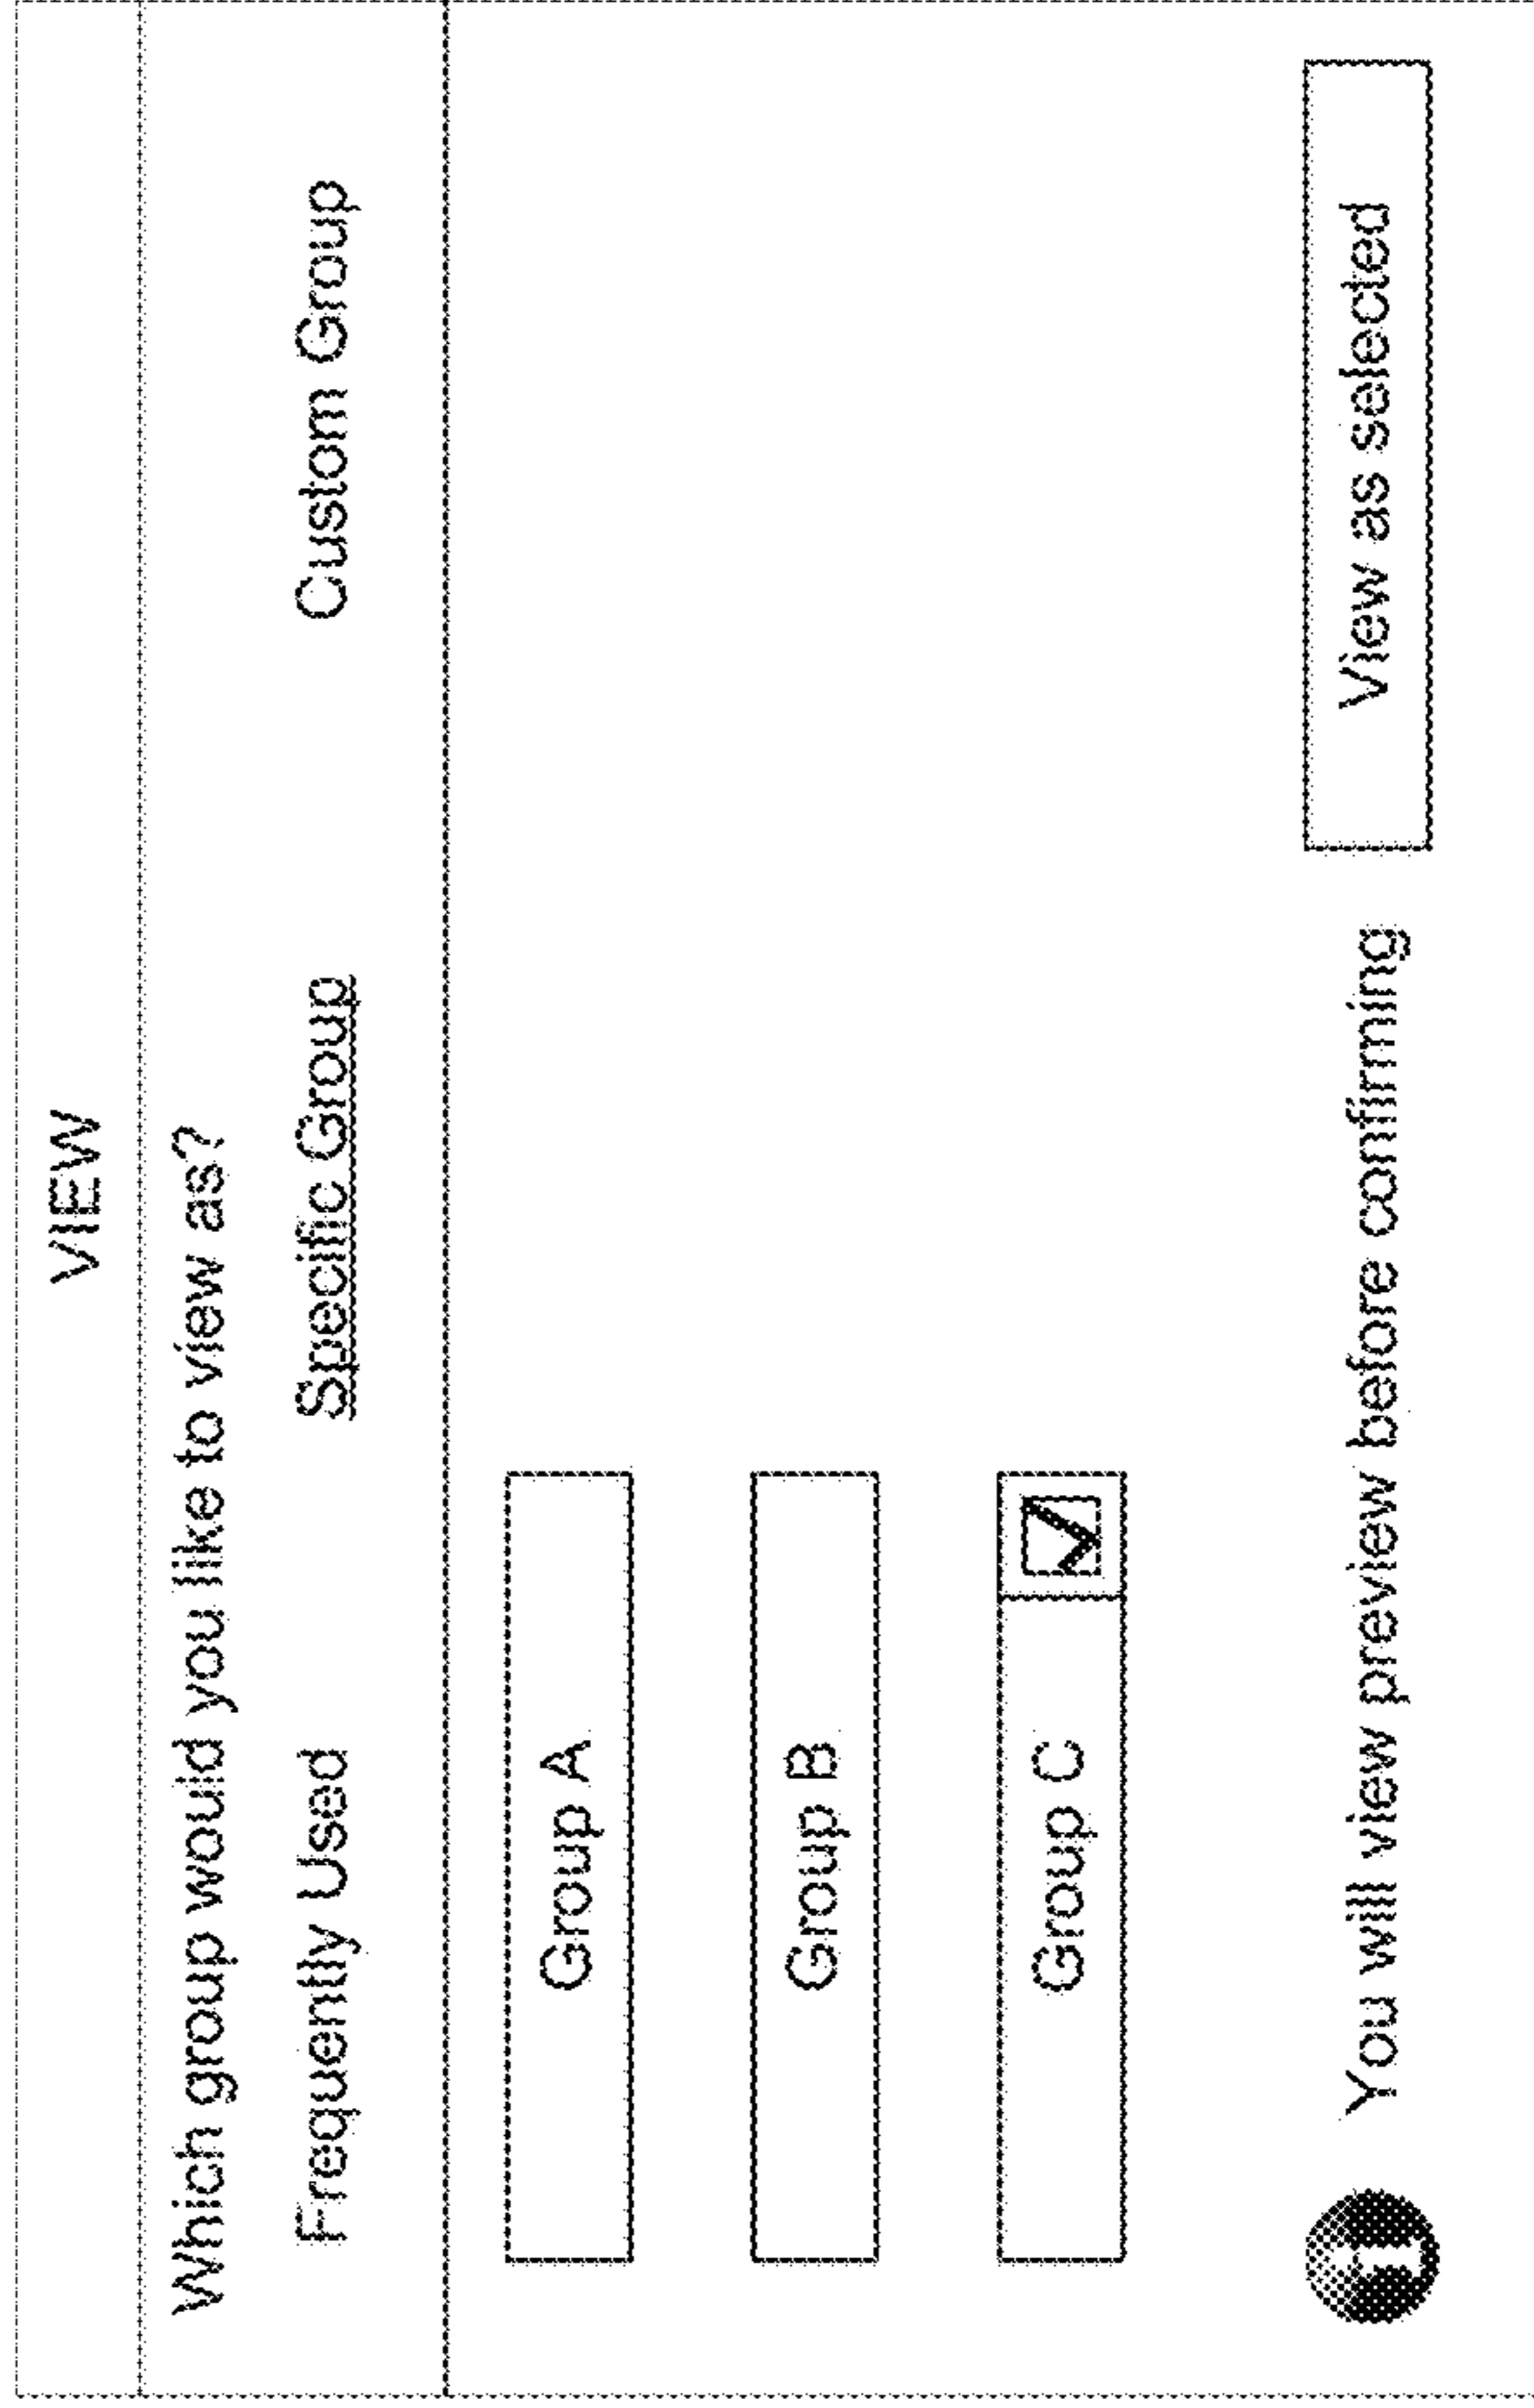 VIEW
Which group would you like to view as?
Frequently Used Specific Group Custom Group
Group A
Group B
Group C
i You will view preview before confirming View as selected